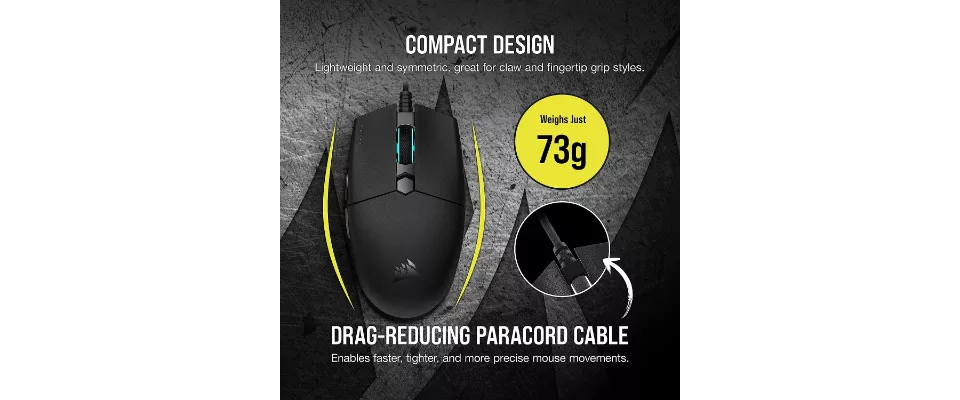 COMPACT DESIGN
Lightweight and symmetric, great for claw and fingertip grip styles.
Weighs Just
73g
DRAG-REDUCING PARACORD CABLE
Enables faster, tighter, and more precise mouse movements.